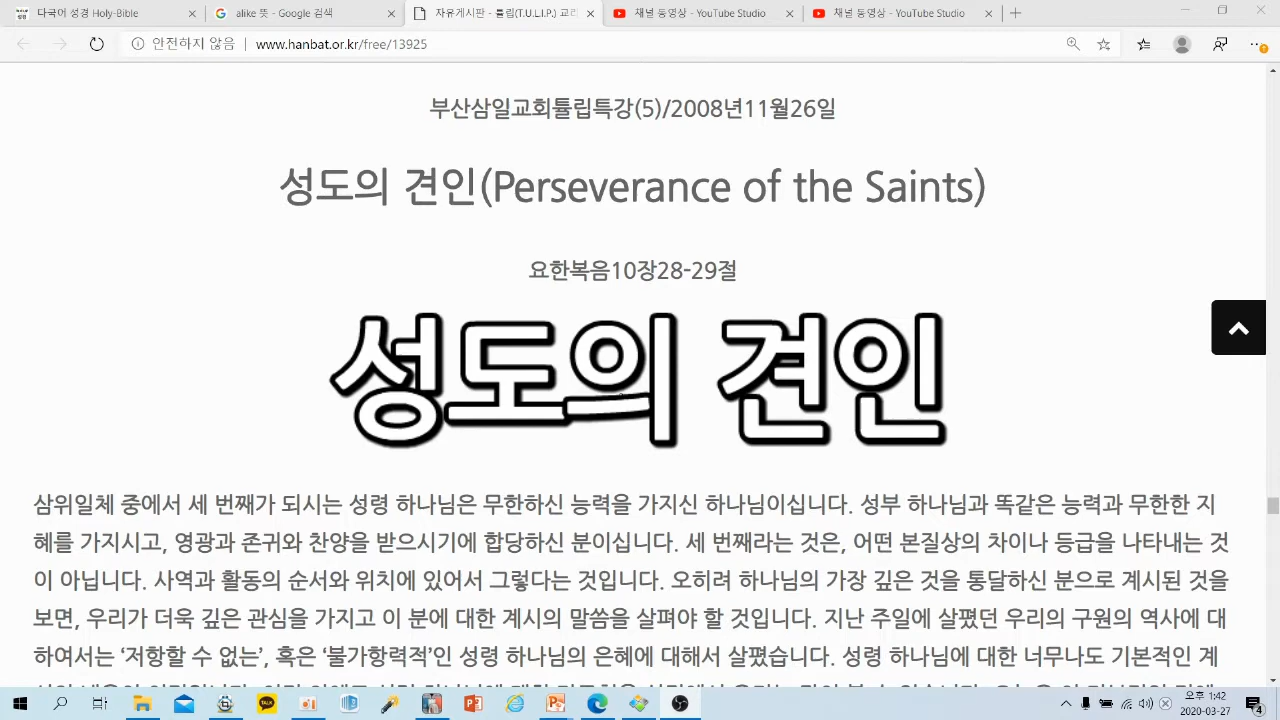 다국어 성경 Holy-Bible
alike 뜻 - Google 검색
자유게시판 - 튤립(T.U.L.I.P.) 교리
채널 동영상 - YouTube Studio
채널 동영상 - YouTube Studio
안전하지 않음
www.hanbat.or.kr/free/13925
부산삼일교회튤립특강(5)/2008년11월26일
성도의 견인(Perseverance of the Saints)
요한복음10장28-29절
성도의 견인
삼위일체 중에서 세 번째가 되시는 성령 하나님은 무한하신 능력을 가지신 하나님이십니다. 성부 하나님과 똑같은 능력과 무한한 지
혜를 가지시고, 영광과 존귀와 찬양을 받으시기에 합당하신 분이십니다. 세 번째라는 것은, 어떤 본질상의 차이나 등급을 나타내는 것
이 아닙니다. 사역과 활동의 순서와 위치에 있어서 그렇다는 것입니다. 오히려 하나님의 가장 깊은 것을 통달하신 분으로 계시된 것을
보면, 우리가 더욱 깊은 관심을 가지고 이 분에 대한 계시의 말씀을 살펴야 할 것입니다. 지난 주일에 살폈던 우리의 구원의 역사에 대
하여서는 ‘저항할 수 없는’, 혹은 ‘불가항력적’인 성령 하나님의 은혜에 대해서 살폈습니다. 성령 하나님에 대한 너무나도 기본적인 계
TALK
오후 1:42
2020-03-27
4